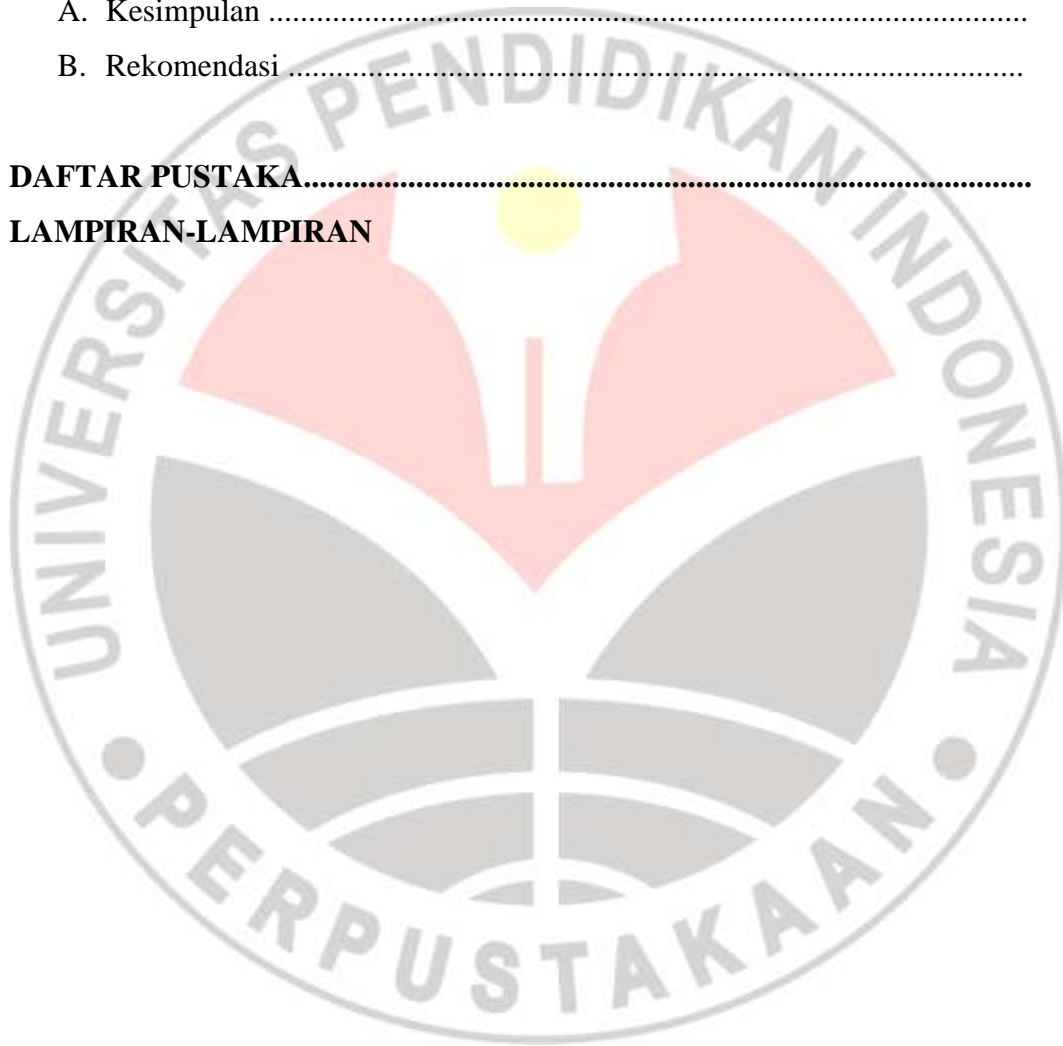 A. Kesimpulan ...............................................................................................
B. Rekomendasi ............................................................................................
DAFTAR PUSTAKA...........................................................................................
LAMPIRAN-LAMPIRAN
UNIVERSITAS PENDIDIKAN INDONESIA
• PERPUSTAKAAN •